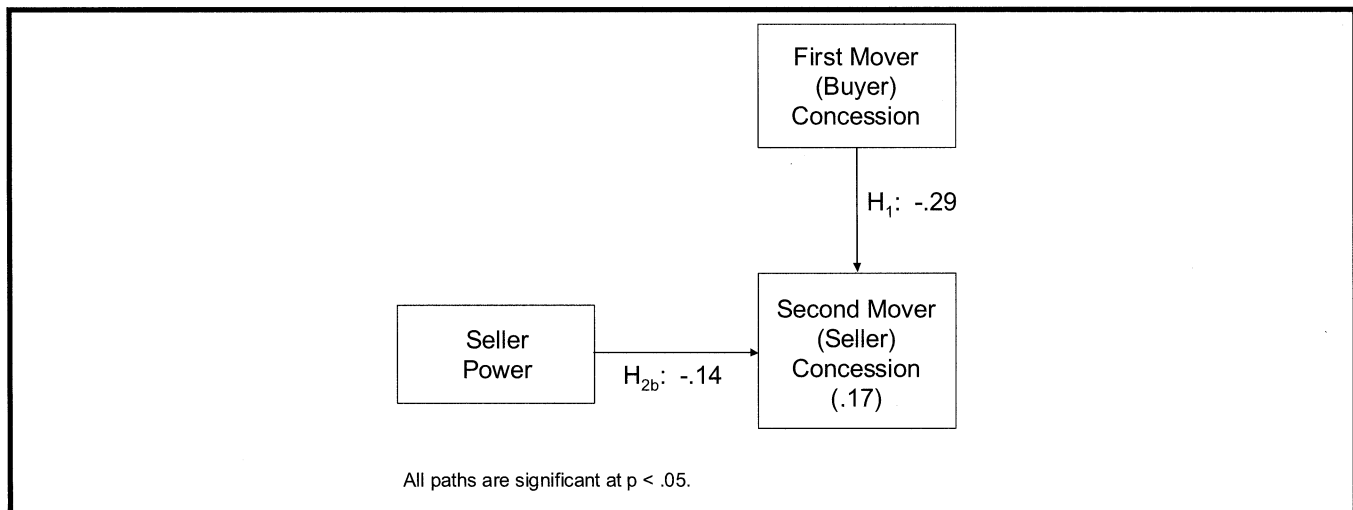 First Mover
(Buyer)
Concession
H₁: -.29
Second Mover
(Seller)
Concession
(.17)
Seller
Power
H₂b: -.14
All paths are significant at p < .05.